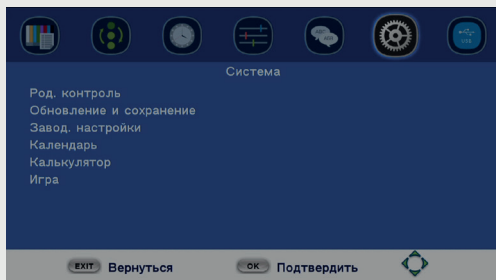 Система
Род. контроль
Обновление и сохранение
Завод. настройки
Календарь
Калькулятор
Игра
EXIT Вернуться
OK Подтвердить